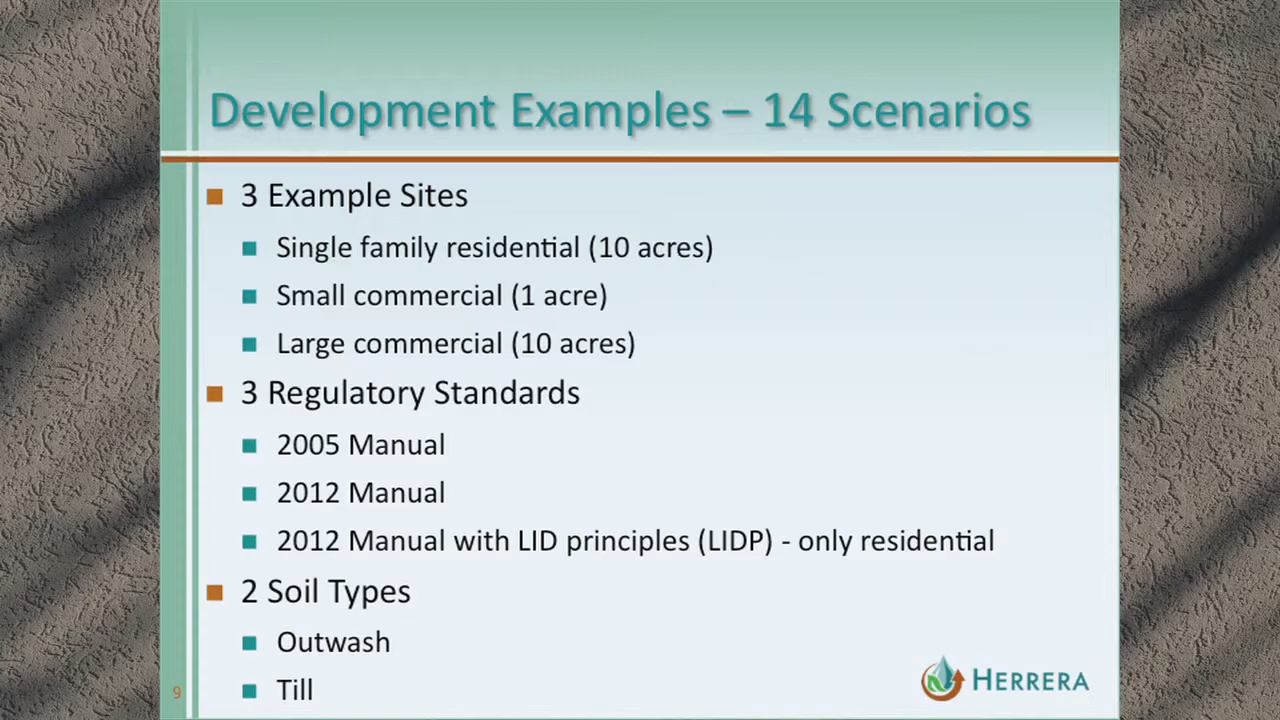 Development Examples – 14 Scenarios
3 Example Sites
Single family residential (10 acres)
Small commercial (1 acre)
Large commercial (10 acres)
3 Regulatory Standards
2005 Manual
2012 Manual
2012 Manual with LID principles (LIDP) - only residential
2 Soil Types
Outwash
Till
9
HERRERA